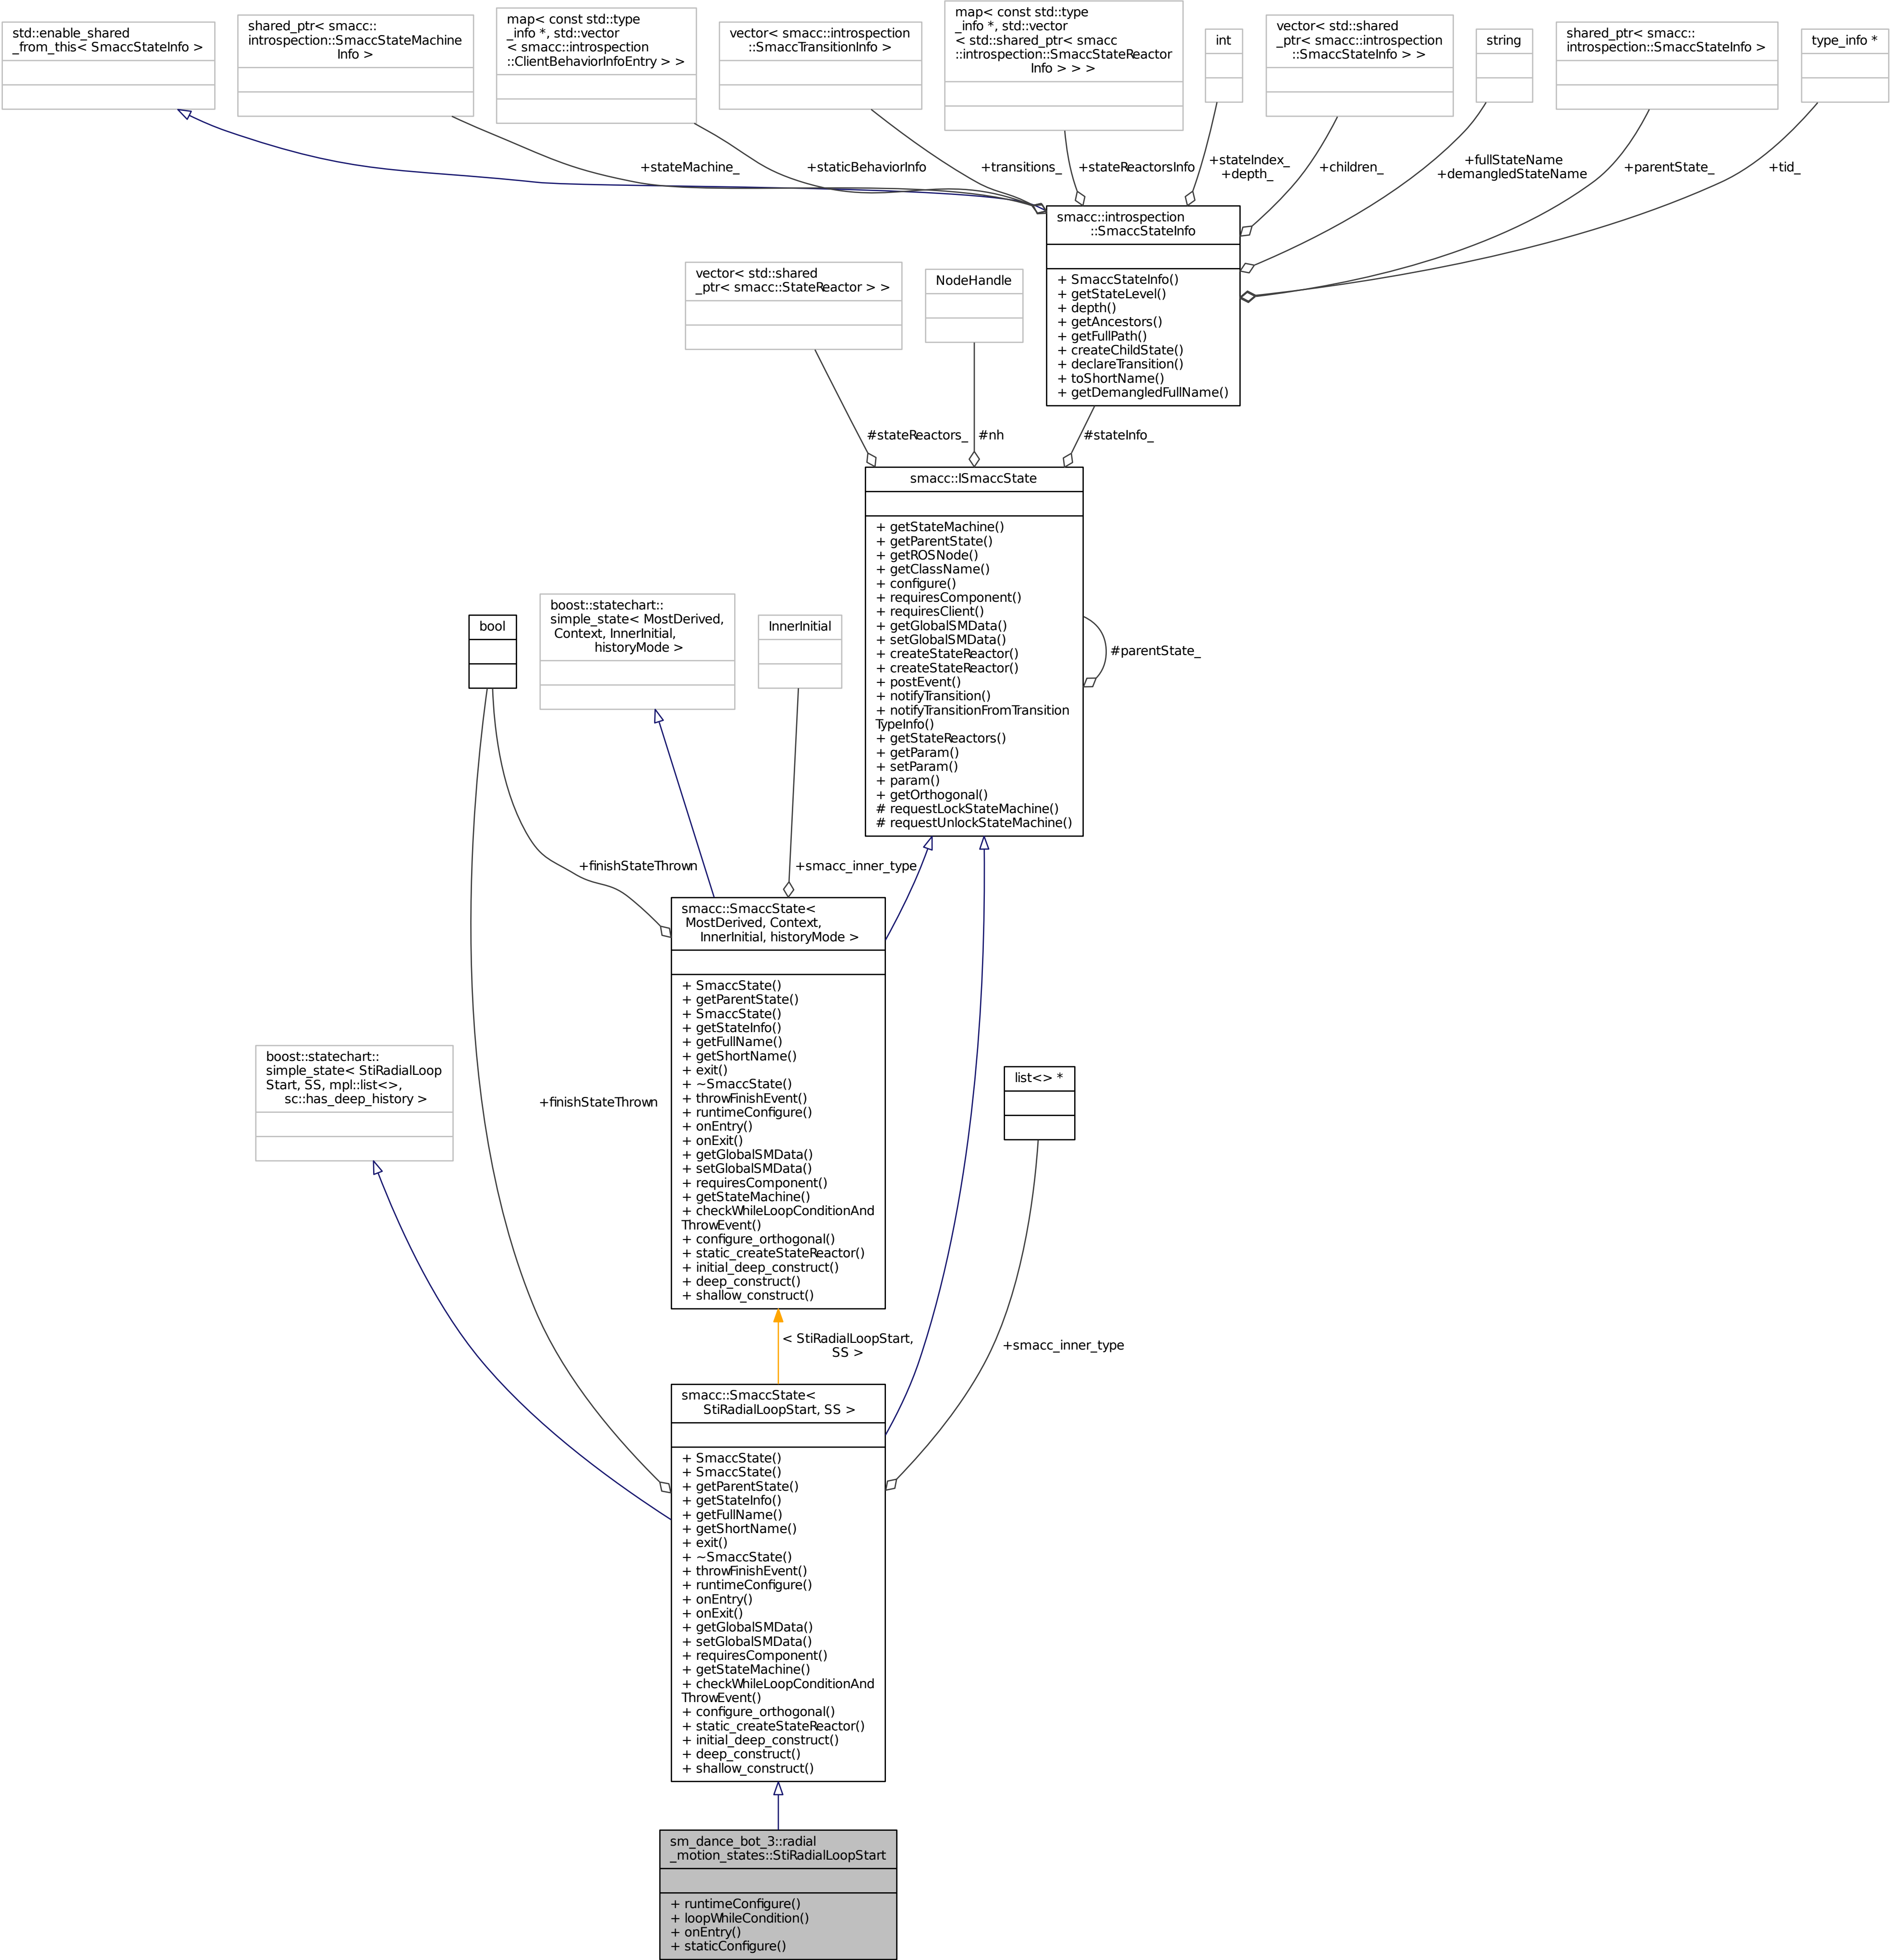 std::enable_shared
_from_this< SmaccStateInfo >
shared_ptr< smacc::
introspection::SmaccStateMachine
Info >
map< const std::type
_info *, std::vector
< smacc::introspection
::ClientBehaviorInfoEntry > >
vector< smacc::introspection
::SmaccTransitionInfo >
map< const std::type
_info *, std::vector
< std::shared_ptr< smacc
::introspection::SmaccStateReactor
Info > > >
int
vector< std::shared
_ptr< smacc::introspection
::SmaccStateInfo > >
string
shared_ptr< smacc::
introspection::SmaccStateInfo >
type_info *
+stateMachine_
+staticBehaviorInfo
+transitions_
+stateReactorsInfo
+stateIndex_
+depth_
+children_
+fullStateName
+demangledStateName
+parentState_
+tid_
smacc::introspection
::SmaccStateInfo
+ SmaccStateInfo()
+ getStateLevel()
+ depth()
+ getAncestors()
+ getFullPath()
+ createChildState()
+ declareTransition()
+ toShortName()
+ getDemangledFullName()
vector< std::shared
_ptr< smacc::StateReactor > >
NodeHandle
#stateReactors_
#nh
#stateInfo_
smacc::ISmaccState
+ getStateMachine()
+ getParentState()
+ getROSNode()
+ getClassName()
+ configure()
+ requiresComponent()
+ requiresClient()
+ getGlobalSMData()
+ setGlobalSMData()
+ createStateReactor()
+ createStateReactor()
+ postEvent()
+ notifyTransition()
+ notifyTransitionFromTransition
TypeInfo()
+ getStateReactors()
+ getParam()
+ setParam()
+ param()
+ getOrthogonal()
# requestLockStateMachine()
# requestUnlockStateMachine()
#parentState_
bool
boost::statechart::
simple_state< MostDerived,
Context, InnerInitial,
historyMode >
InnerInitial
+finishStateThrown
+smacc_inner_type
smacc::SmaccState<
MostDerived, Context,
InnerInitial, historyMode >
+ SmaccState()
+ getParentState()
+ SmaccState()
+ getStateInfo()
+ getFullName()
+ getShortName()
+ exit()
+ ~SmaccState()
+ throwFinishEvent()
+ runtimeConfigure()
+ onEntry()
+ onExit()
+ getGlobalSMData()
+ setGlobalSMData()
+ requiresComponent()
+ getStateMachine()
+ checkWhileLoopConditionAnd
ThrowEvent()
+ configure_orthogonal()
+ static_createStateReactor()
+ initial_deep_construct()
+ deep_construct()
+ shallow_construct()
boost::statechart::
simple_state< StiRadialLoop
Start, SS, mpl::list<>,
sc::has_deep_history >
+finishStateThrown
list<> *
< StiRadialLoopStart,
SS >
+smacc_inner_type
smacc::SmaccState<
StiRadialLoopStart, SS >
+ SmaccState()
+ SmaccState()
+ getParentState()
+ getStateInfo()
+ getFullName()
+ getShortName()
+ exit()
+ ~SmaccState()
+ throwFinishEvent()
+ runtimeConfigure()
+ onEntry()
+ onExit()
+ getGlobalSMData()
+ setGlobalSMData()
+ requiresComponent()
+ getStateMachine()
+ checkWhileLoopConditionAnd
ThrowEvent()
+ configure_orthogonal()
+ static_createStateReactor()
+ initial_deep_construct()
+ deep_construct()
+ shallow_construct()
sm_dance_bot_3::radial
_motion_states::StiRadialLoopStart
+ runtimeConfigure()
+ loopWhileCondition()
+ onEntry()
+ staticConfigure()